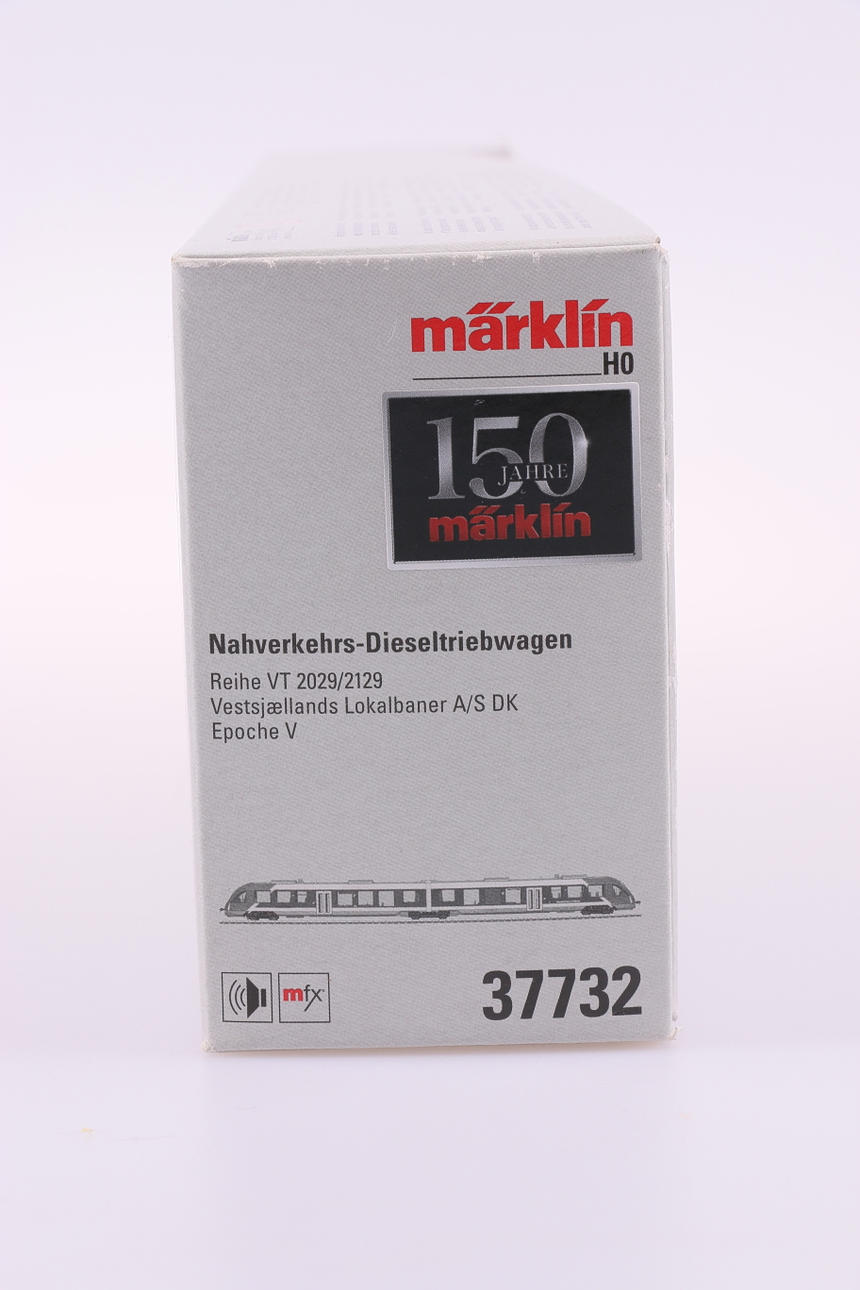 märklin
H0
150
JAHRE
märklin
Nahverkehrs-Dieseltriebwagen
Reihe VT 2029/2129
Vestsjællands Lokalbaner A/S DK
Epoche V
mfx
37732